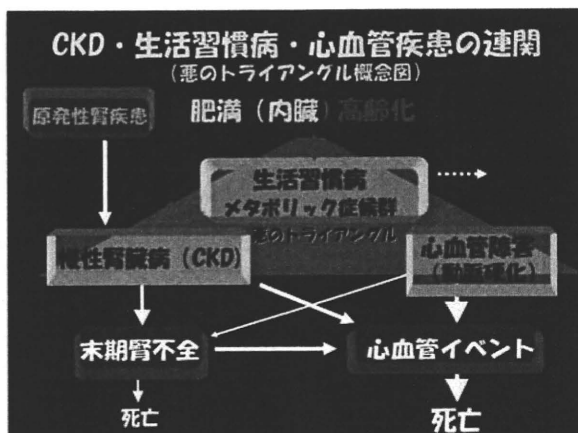 CKD・生活習慣病・心血管疾患の連関
(悪のトライアングル概念図)
原発性腎疾患
肥満(内臓) 高齢化
生活習慣病
メタボリック症候群
悪のトライアングル
慢性腎臓病(CKD)
心血管障害
(動脈硬化)
末期腎不全
心血管イベント
死亡
死亡